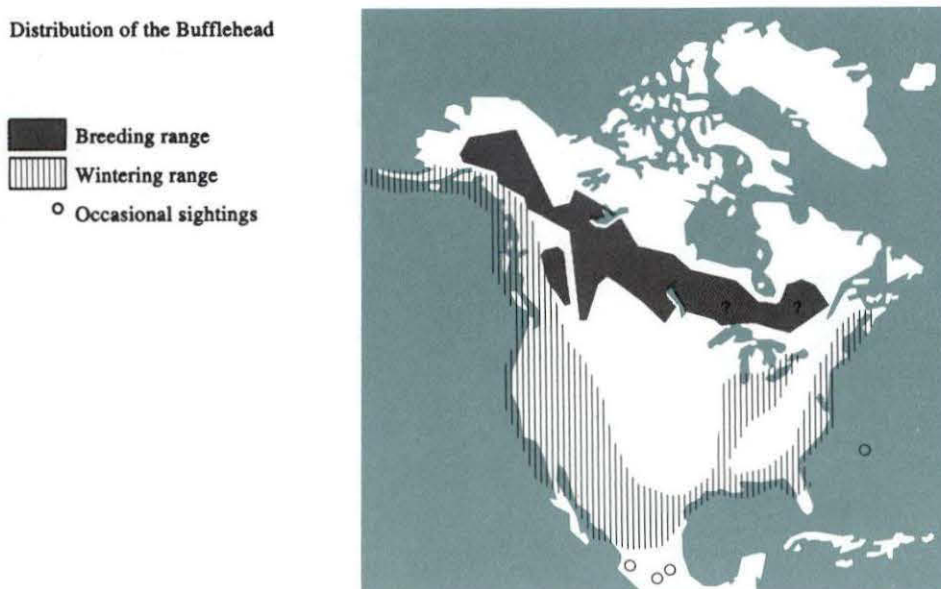 Distribution of the Bufflehead
Breeding range
Wintering range
Occasional sightings
? ?